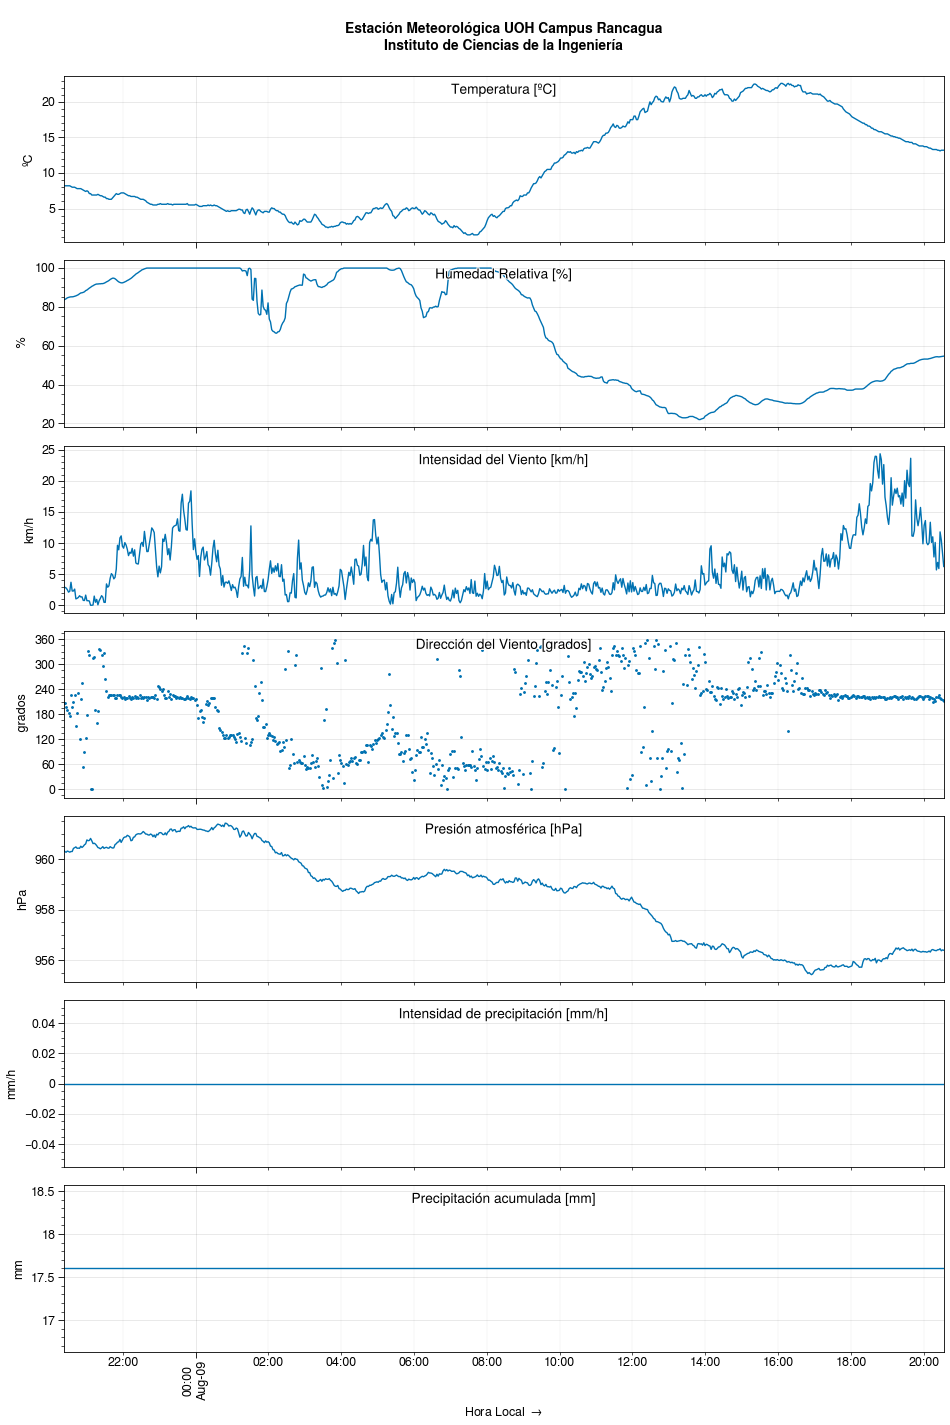 Estación Meteorológica UOH Campus Rancagua
Instituto de Ciencias de la Ingeniería
Temperatura [ºC]
ºC
20
15
10
5
Humedad Relativa [%]
%
100
80
60
40
20
Intensidad del Viento [km/h]
km/h
25
20
15
10
5
0
Dirección del Viento [grados]
grados
360
300
240
180
120
60
0
Presión atmosférica [hPa]
hPa
960
958
956
Intensidad de precipitación [mm/h]
mm/h
0.04
0.02
0
−0.02
−0.04
Precipitación acumulada [mm]
mm
18.5
18
17.5
17
22:00
00:00
Aug-09
02:00
04:00
06:00
08:00
10:00
12:00
14:00
16:00
18:00
20:00
Hora Local →